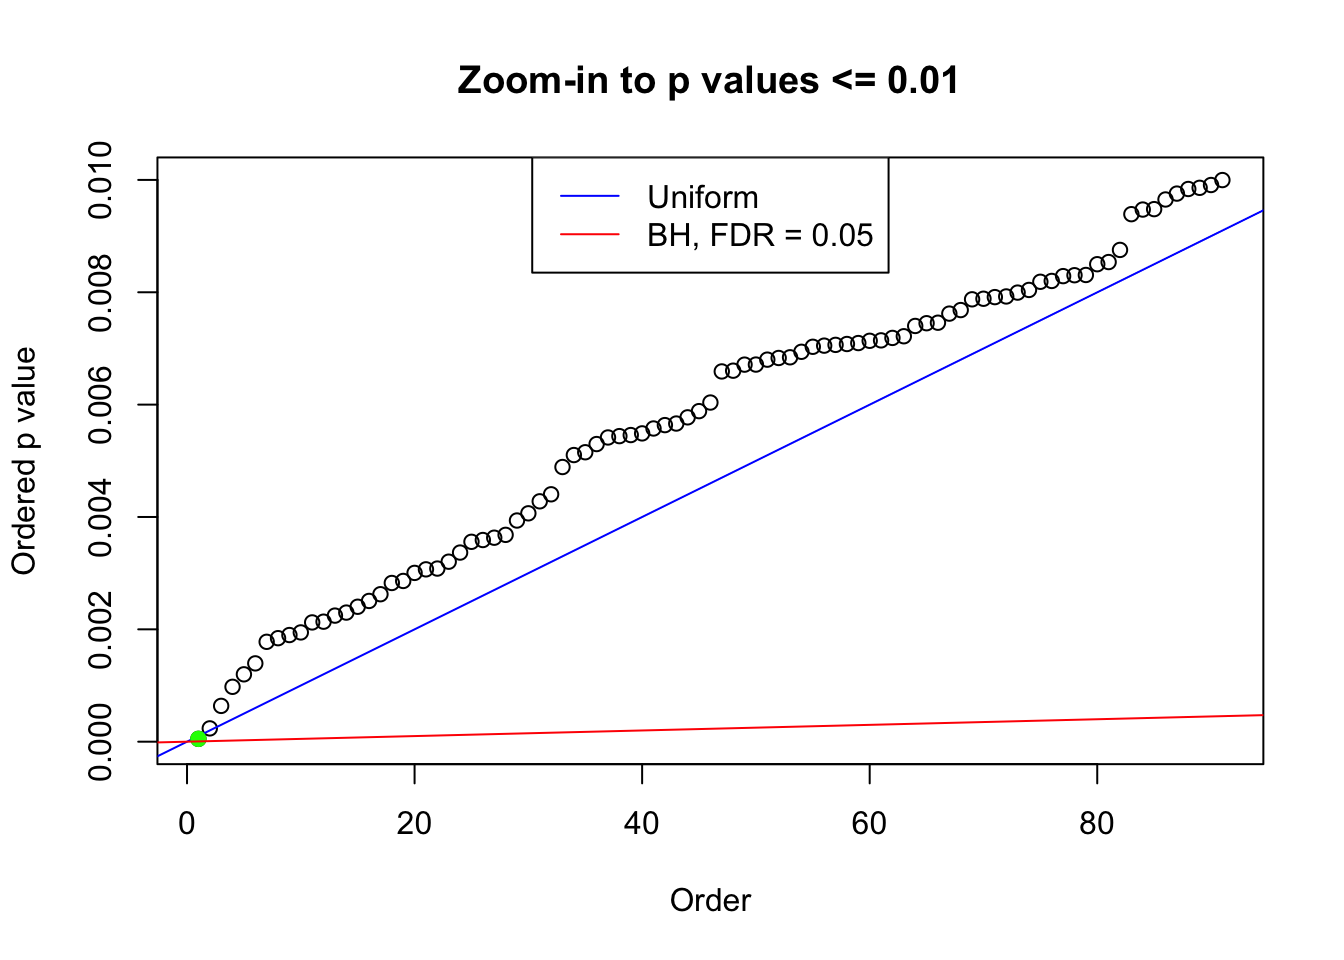 Zoom-in to p values <= 0.01
Uniform
BH, FDR = 0.05
Ordered p value
0.010
0.008
0.006
0.004
0.002
0.000
0 20 40 60 80
Order